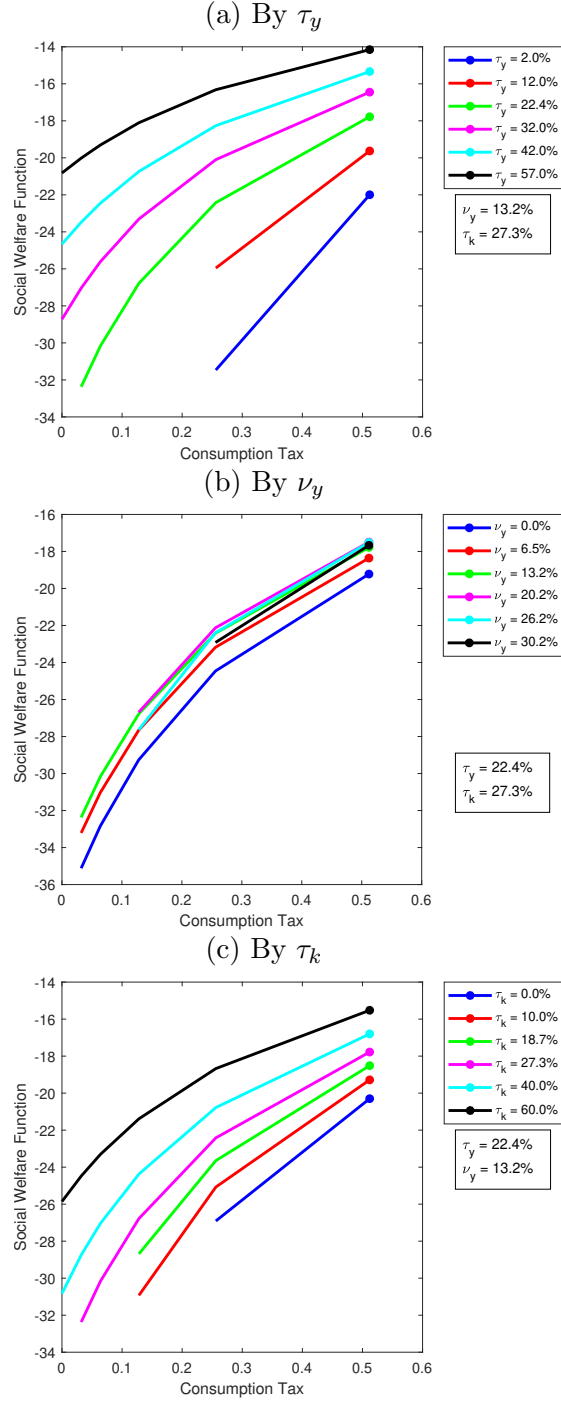 (a) By τ_y
-14
-16
-18
-20
-22
-24
-26
-28
-30
-32
-34
Social Welfare Function
0 0.1 0.2 0.3 0.4 0.5 0.6
Consumption Tax
τ_y = 2.0%
τ_y = 12.0%
τ_y = 22.4%
τ_y = 32.0%
τ_y = 42.0%
τ_y = 57.0%
ν_y = 13.2%
τ_k = 27.3%
(b) By ν_y
-16
-18
-20
-22
-24
-26
-28
-30
-32
-34
-36
Social Welfare Function
0 0.1 0.2 0.3 0.4 0.5 0.6
Consumption Tax
ν_y = 0.0%
ν_y = 6.5%
ν_y = 13.2%
ν_y = 20.2%
ν_y = 26.2%
ν_y = 30.2%
τ_y = 22.4%
τ_k = 27.3%
(c) By τ_k
-14
-16
-18
-20
-22
-24
-26
-28
-30
-32
-34
Social Welfare Function
0 0.1 0.2 0.3 0.4 0.5 0.6
Consumption Tax
τ_k = 0.0%
τ_k = 10.0%
τ_k = 18.7%
τ_k = 27.3%
τ_k = 40.0%
τ_k = 60.0%
τ_y = 22.4%
ν_y = 13.2%